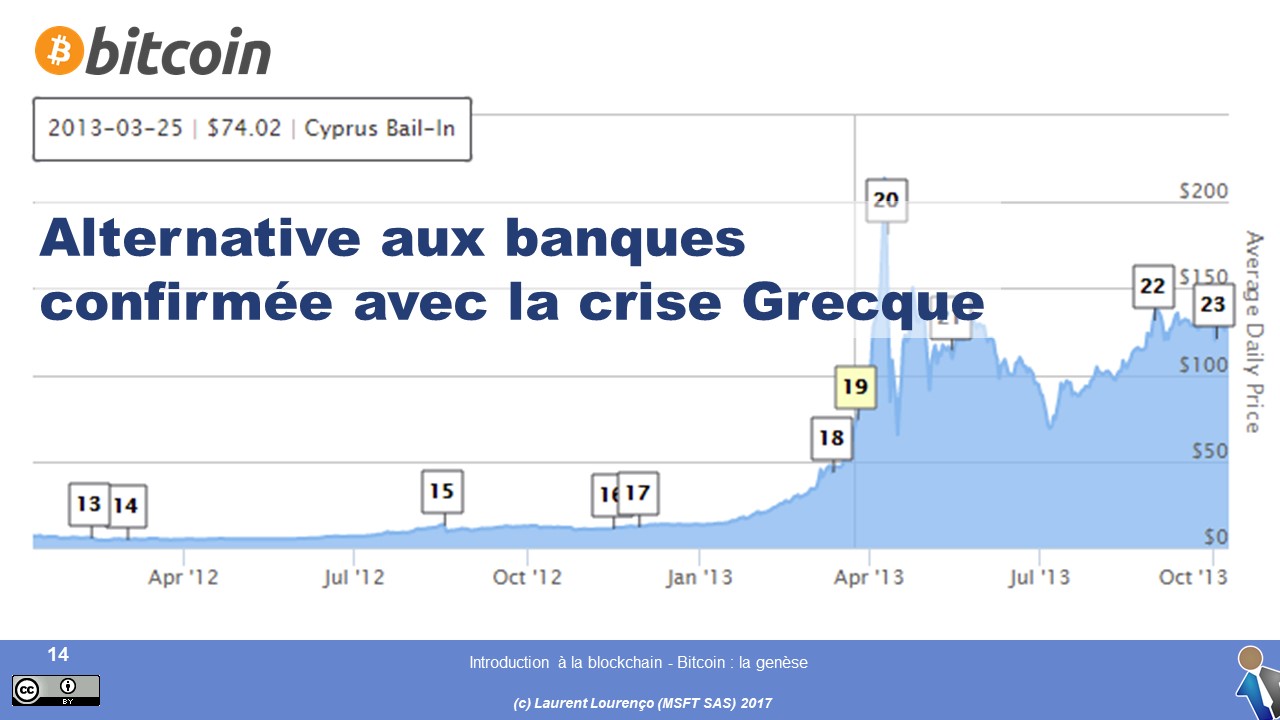 bitcoin
2013-03-25 | $74.02 | Cyprus Bail-In
Alternative aux banques
confirmée avec la crise Grecque
20
22
21
23
19
18
15
16
17
13
14
$200
$150
$100
$50
$0
Average Daily Price
Apr '12
Jul '12
Oct '12
Jan '13
Apr '13
Jul '13
Oct '13
14
Introduction à la blockchain - Bitcoin : la genèse
(c) Laurent Lourenço (MSFT SAS) 2017
cc
BY